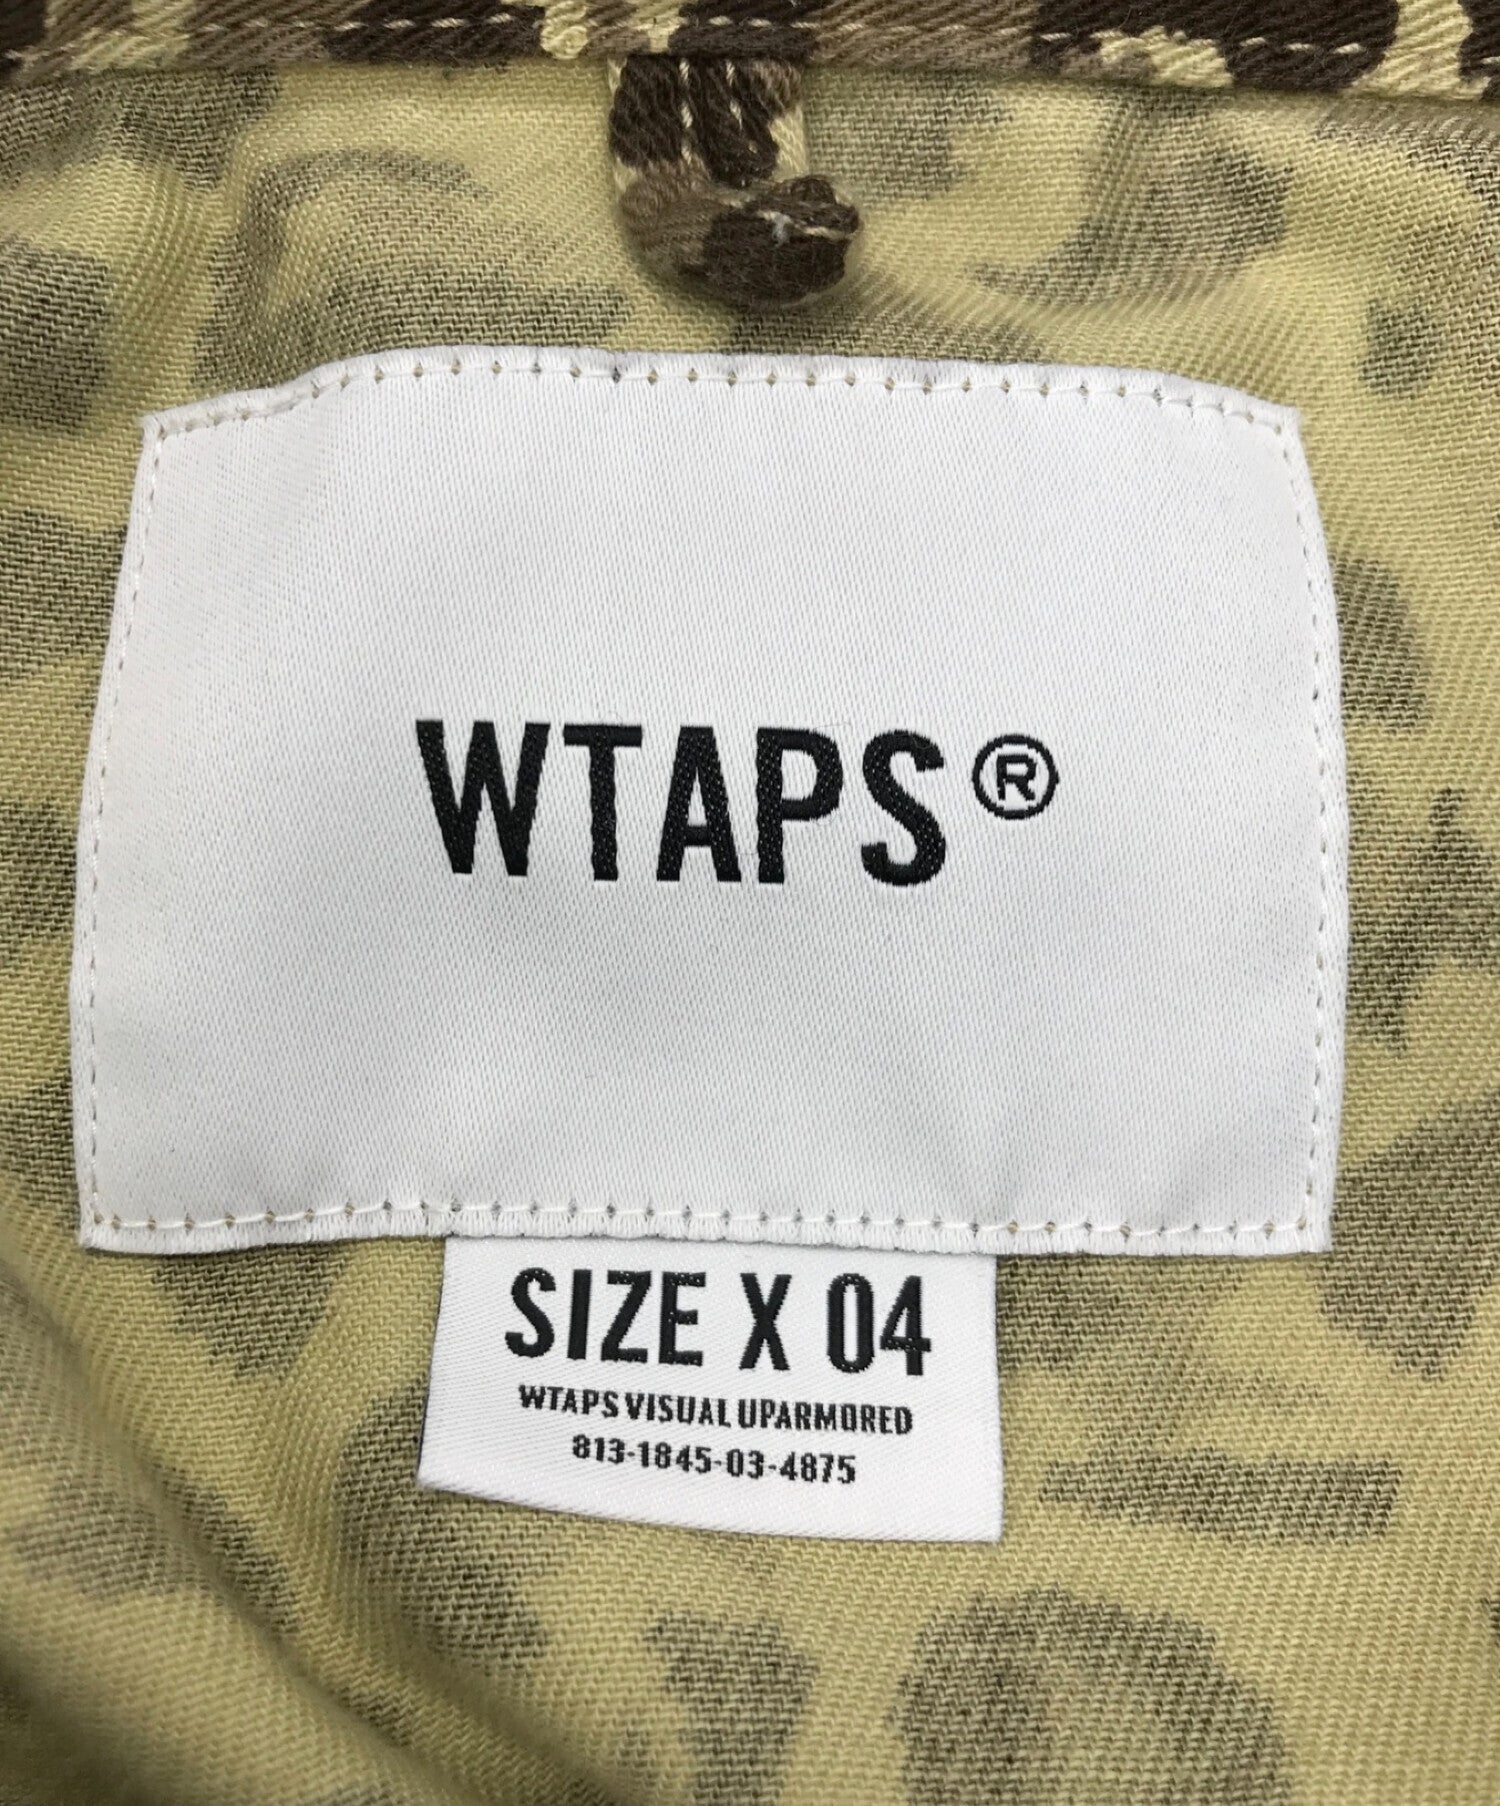 WTAPS®
SIZE X 04
WTAPS VISUAL UPARMORED
813-1845-03-4875